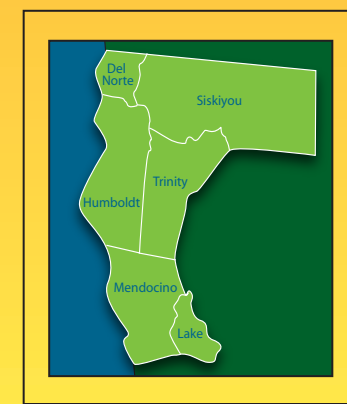 Del
Norte
Siskiyou
Trinity
Humboldt
Mendocino
Lake